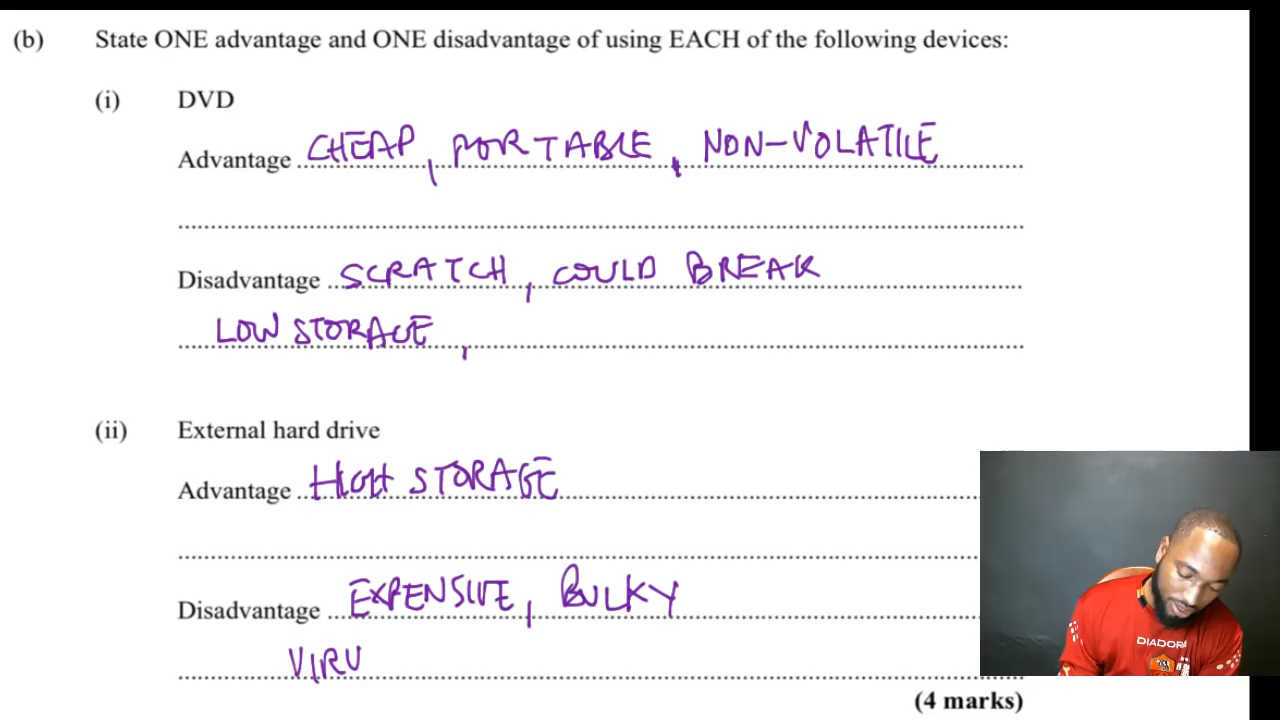 (b) State ONE advantage and ONE disadvantage of using EACH of the following devices:
(i) DVD
Advantage CHEAP, PORTABLE, NON-VOLATILE
Disadvantage SCRATCH, COULD BREAK
LOW STORAGE,
(ii) External hard drive
Advantage HIGH STORAGE
Disadvantage EXPENSIVE, BULKY
VIRU
DIADORA
(4 marks)